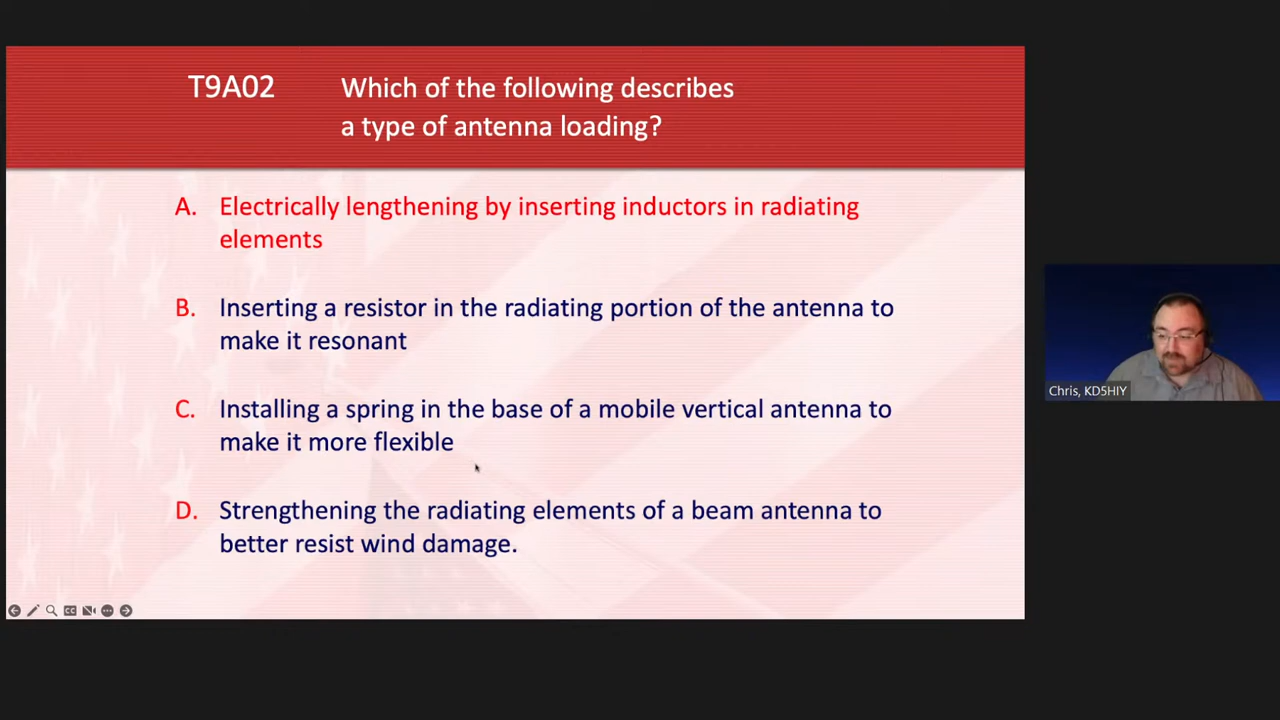 T9A02 Which of the following describes
a type of antenna loading?
A. Electrically lengthening by inserting inductors in radiating
elements
B. Inserting a resistor in the radiating portion of the antenna to
make it resonant
C. Installing a spring in the base of a mobile vertical antenna to
make it more flexible
D. Strengthening the radiating elements of a beam antenna to
better resist wind damage.
Chris, KD5HIY
CC